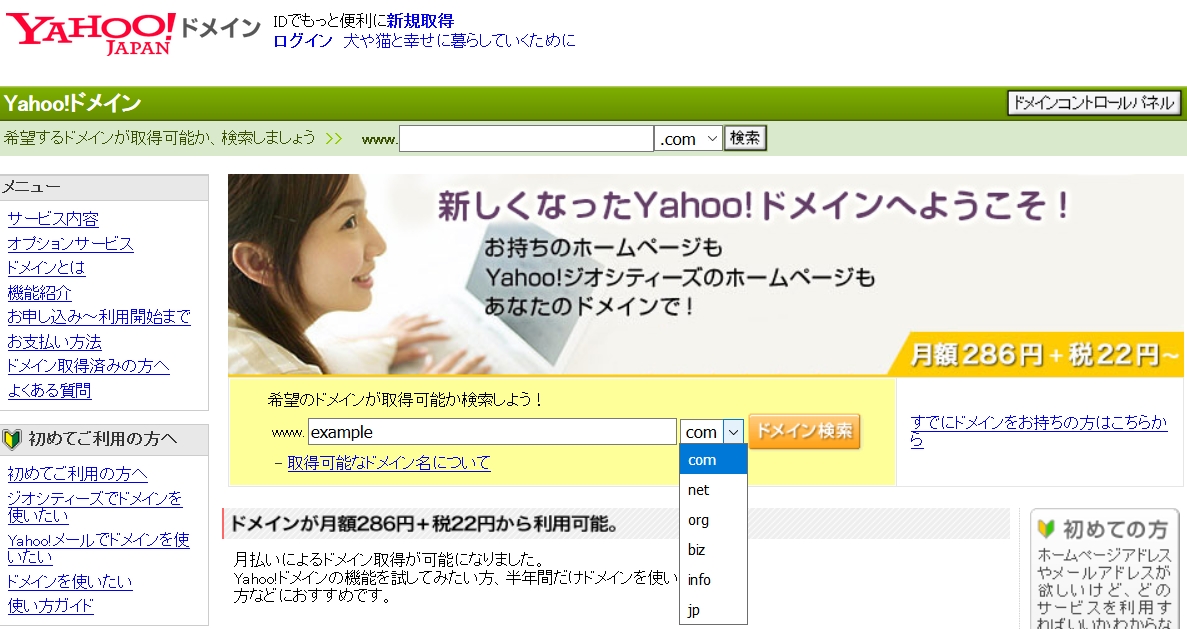 YAHOO! JAPAN ドメイン
IDでもっと便利に新規取得
ログイン 犬や猫と幸せに暮らしていくために
Yahoo!ドメイン
ドメインコントロールパネル
希望するドメインが取得可能か、検索しましょう >> www. .com 検索
メニュー
サービス内容
オプションサービス
ドメインとは
機能紹介
お申し込み～利用開始まで
お支払い方法
ドメイン取得済みの方へ
よくある質問
初めてご利用の方へ
初めてご利用の方へ
ジオシティーズでドメインを
使いたい
Yahoo!メールでドメインを使
いたい
ドメインを使いたい
使い方ガイド
新しくなったYahoo!ドメインへようこそ！
お持ちのホームページも
Yahoo!ジオシティーズのホームページも
あなたのドメインで！
月額286円+税22円~
希望のドメインが取得可能か検索しよう！
www. example com ドメイン検索
- 取得可能なドメイン名について
com
net
org
biz
info
jp
すでにドメインをお持ちの方はこちらか
ら
ドメインが月額286円＋税22円から利用可能。
月払いによるドメイン取得が可能になりました。
Yahoo!ドメインの機能を試してみたい方、半年間だけドメインを使い
方などにおすすめです。
初めての方
ホームページアドレス
やメールアドレスが
欲しいけど、どの
サービスを利用す
ればいいかわからな